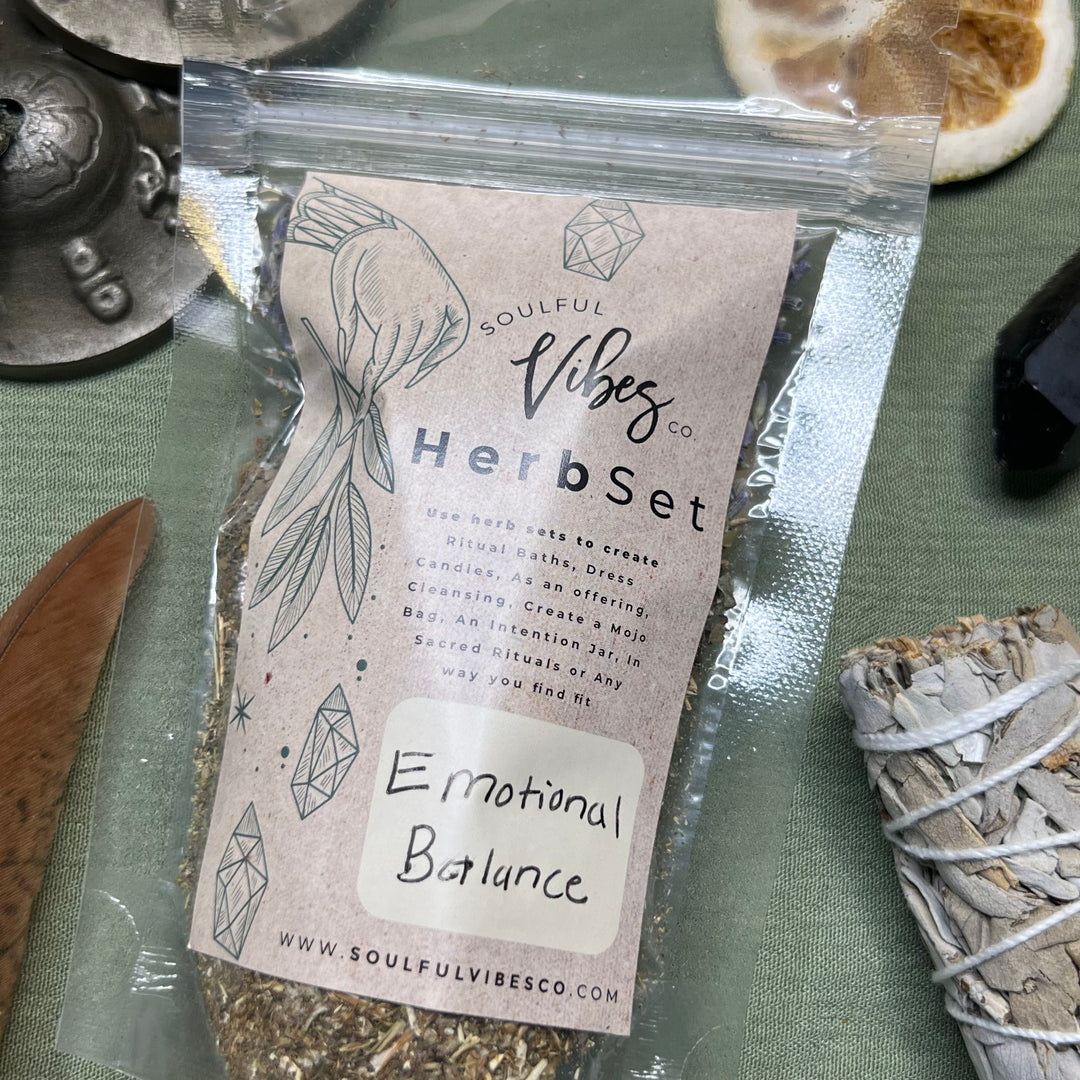 SOULFUL
Vibes CO.
HerbSet
Use herb sets to create
Ritual Baths, Dress
Candles, As an offering,
Cleansing, Create a Mojo
Bag, An Intention Jar, In
Sacred Rituals or Any
way you find fit
Emotional
Balance
WWW.SOULFULVIBESCO.COM